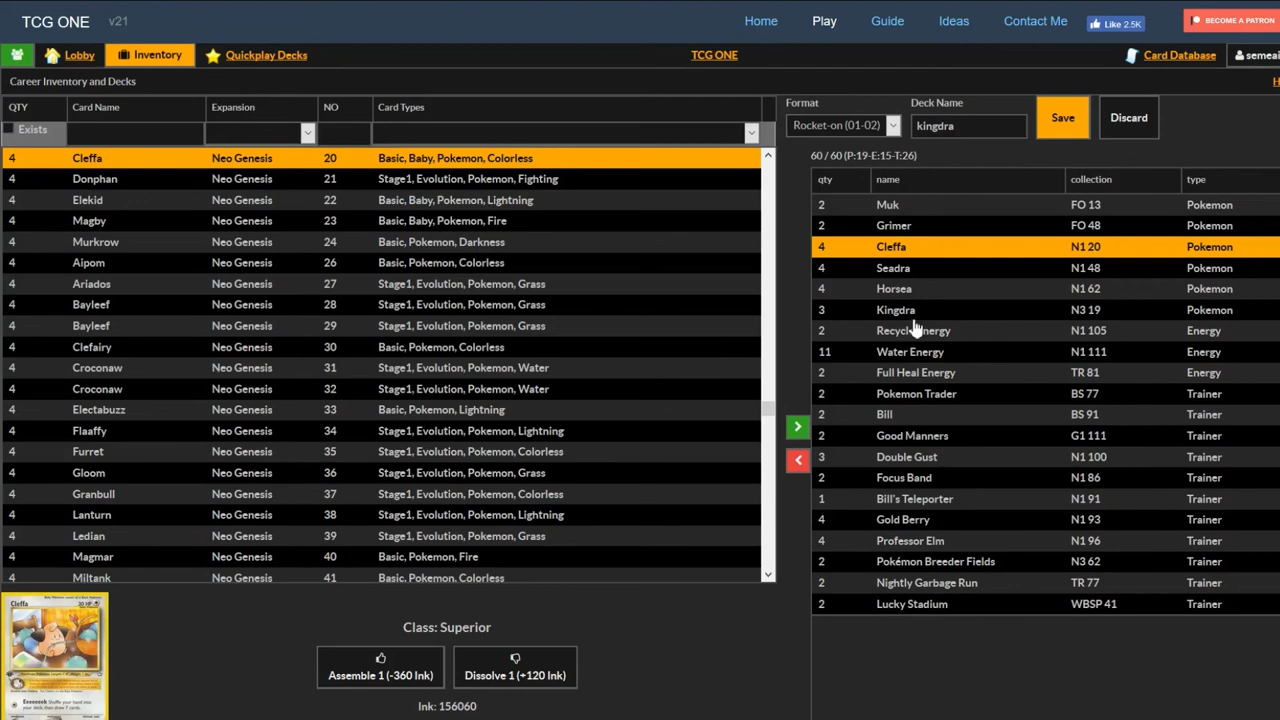 TCG ONE v21 Home Play Guide Ideas Contact Me Like 2.5K BECOME A PATRON
Lobby Inventory Quickplay Decks TCG ONE Card Database semeai
Career Inventory and Decks H
QTY Card Name Expansion NO Card Types
Exists
4 Cleffa Neo Genesis 20 Basic, Baby, Pokemon, Colorless
4 Donphan Neo Genesis 21 Stage1, Evolution, Pokemon, Fighting
4 Elekid Neo Genesis 22 Basic, Baby, Pokemon, Lightning
4 Magby Neo Genesis 23 Basic, Baby, Pokemon, Fire
4 Murkrow Neo Genesis 24 Basic, Pokemon, Darkness
4 Aipom Neo Genesis 26 Basic, Pokemon, Colorless
4 Ariados Neo Genesis 27 Stage1, Evolution, Pokemon, Grass
4 Bayleef Neo Genesis 28 Stage1, Evolution, Pokemon, Grass
4 Bayleef Neo Genesis 29 Stage1, Evolution, Pokemon, Grass
4 Clefairy Neo Genesis 30 Basic, Pokemon, Colorless
4 Croconaw Neo Genesis 31 Stage1, Evolution, Pokemon, Water
4 Croconaw Neo Genesis 32 Stage1, Evolution, Pokemon, Water
4 Electabuzz Neo Genesis 33 Basic, Pokemon, Lightning
4 Flaaffy Neo Genesis 34 Stage1, Evolution, Pokemon, Lightning
4 Furret Neo Genesis 35 Stage1, Evolution, Pokemon, Colorless
4 Gloom Neo Genesis 36 Stage1, Evolution, Pokemon, Grass
4 Granbull Neo Genesis 37 Stage1, Evolution, Pokemon, Colorless
4 Lanturn Neo Genesis 38 Stage1, Evolution, Pokemon, Lightning
4 Ledian Neo Genesis 39 Stage1, Evolution, Pokemon, Grass
4 Magmar Neo Genesis 40 Basic, Pokemon, Fire
4 Miltank Neo Genesis 41 Basic, Pokemon, Colorless
Cleffa 30 HP
Eeeeeeek Shuffle your hand
into your deck, then draw 7 cards.
Class: Superior
Assemble 1 (-360 Ink) Dissolve 1 (+120 Ink)
Ink: 156060
Format Deck Name
Rocket-on (01-02) kingdra Save Discard
60 / 60 (P:19-E:15-T:26)
qty name collection type
2 Muk FO 13 Pokemon
2 Grimer FO 48 Pokemon
4 Cleffa N1 20 Pokemon
4 Seadra N1 48 Pokemon
4 Horsea N1 62 Pokemon
3 Kingdra N3 19 Pokemon
2 Recycle Energy N1 105 Energy
11 Water Energy N1 111 Energy
2 Full Heal Energy TR 81 Energy
2 Pokemon Trader BS 77 Trainer
2 Bill BS 91 Trainer
2 Good Manners G1 111 Trainer
3 Double Gust N1 100 Trainer
2 Focus Band N1 86 Trainer
1 Bill's Teleporter N1 91 Trainer
4 Gold Berry N1 93 Trainer
4 Professor Elm N1 96 Trainer
2 Pokémon Breeder Fields N3 62 Trainer
2 Nightly Garbage Run TR 77 Trainer
2 Lucky Stadium WBSP 41 Trainer